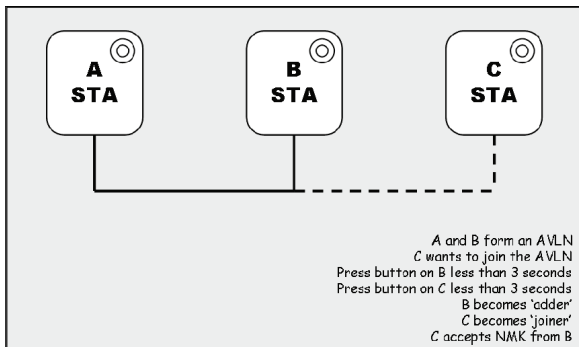 A
STA
B
STA
C
STA
A and B form an AVLN
C wants to join the AVLN
Press button on B less than 3 seconds
Press button on C less than 3 seconds
B becomes 'adder'
C becomes 'joiner'
C accepts NMK from B